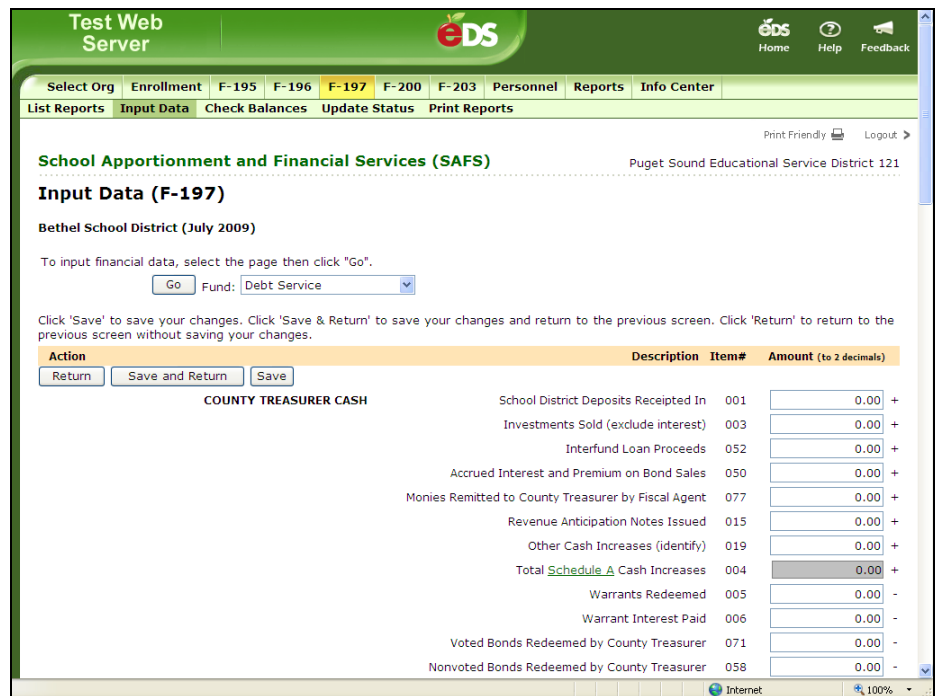 Test Web
Server
eDS
eDS
Home Help Feedback
Select Org Enrollment F-195 F-196 F-197 F-200 F-203 Personnel Reports Info Center
List Reports Input Data Check Balances Update Status Print Reports
Print Friendly Logout >
School Apportionment and Financial Services (SAFS) Puget Sound Educational Service District 121
Input Data (F-197)
Bethel School District (July 2009)
To input financial data, select the page then click "Go".
Go Fund: Debt Service
Click 'Save' to save your changes. Click 'Save & Return' to save your changes and return to the previous screen. Click 'Return' to return to the
previous screen without saving your changes.
Action Description Item# Amount (to 2 decimals)
Return Save and Return Save
COUNTY TREASURER CASH School District Deposits Receipted In 001 0.00 +
Investments Sold (exclude interest) 003 0.00 +
Interfund Loan Proceeds 052 0.00 +
Accrued Interest and Premium on Bond Sales 050 0.00 +
Monies Remitted to County Treasurer by Fiscal Agent 077 0.00 +
Revenue Anticipation Notes Issued 015 0.00 +
Other Cash Increases (identify) 019 0.00 +
Total Schedule A Cash Increases 004 0.00 +
Warrants Redeemed 005 0.00 -
Warrant Interest Paid 006 0.00 -
Voted Bonds Redeemed by County Treasurer 071 0.00 -
Nonvoted Bonds Redeemed by County Treasurer 058 0.00 -
Internet 100%